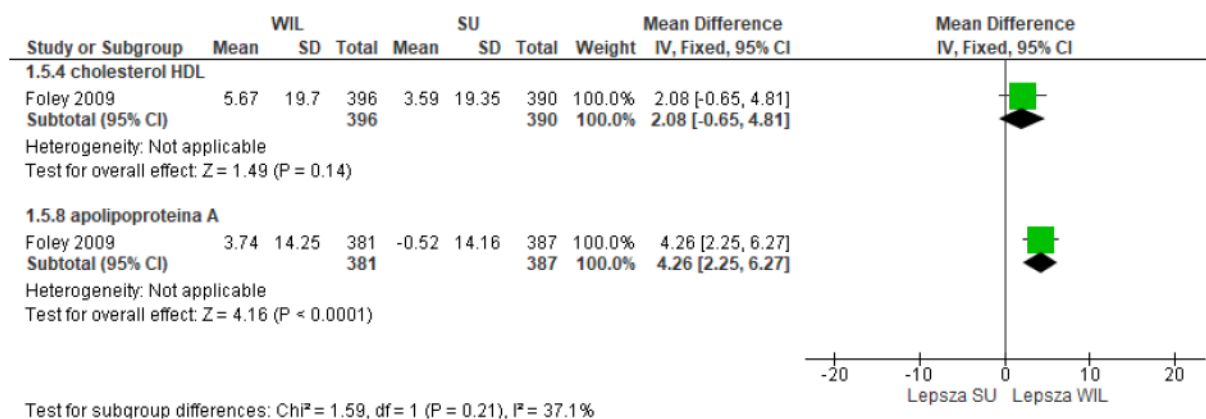 WIL SU Mean Difference Mean Difference
Study or Subgroup Mean SD Total Mean SD Total Weight IV, Fixed, 95% CI IV, Fixed, 95% CI
1.5.4 cholesterol HDL
Foley 2009 5.67 19.7 396 3.59 19.35 390 100.0% 2.08 [-0.65, 4.81]
Subtotal (95% CI) 396 390 100.0% 2.08 [-0.65, 4.81]
Heterogeneity: Not applicable
Test for overall effect: Z = 1.49 (P = 0.14)
1.5.8 apolipoproteina A
Foley 2009 3.74 14.25 381 -0.52 14.16 387 100.0% 4.26 [2.25, 6.27]
Subtotal (95% CI) 381 387 100.0% 4.26 [2.25, 6.27]
Heterogeneity: Not applicable
Test for overall effect: Z = 4.16 (P < 0.0001)
-20 -10 0 10 20
Lepsza SU Lepsza WIL
Test for subgroup differences: Chi² = 1.59, df = 1 (P = 0.21), I² = 37.1%